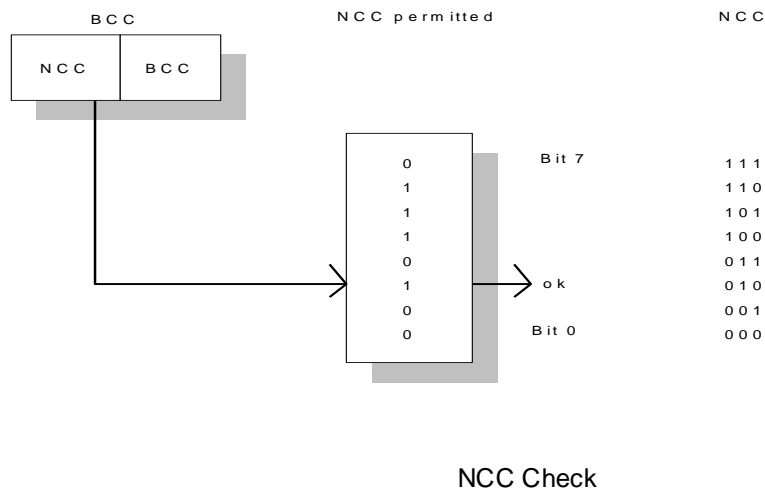 BCC NCC permitted NCC
NCC BCC
0 Bit 7 111
1 110
1 101
1 100
0 011
1 ok 010
0 001
0 Bit 0 000
NCC Check